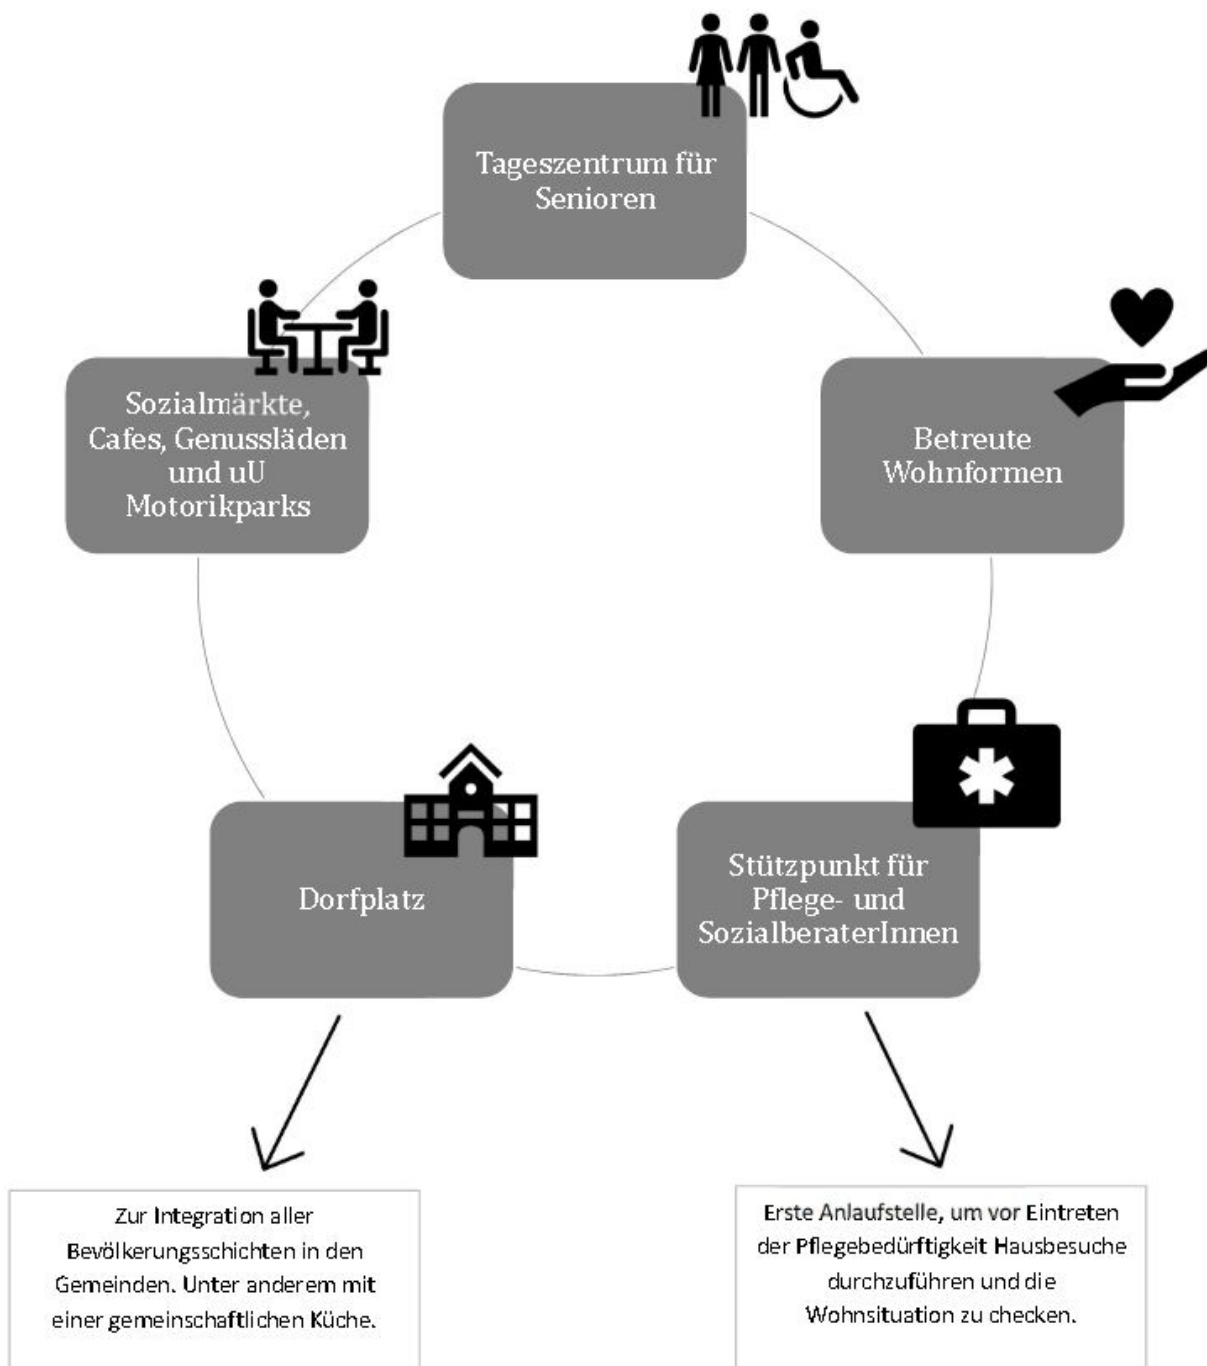 Tageszentrum für
Senioren
Sozialmärkte,
Cafes, Genussläden
und uU
Motorikparks
Betreute
Wohnformen
Dorfplatz
Stützpunkt für
Pflege- und
SozialberaterInnen
Zur Integration aller
Bevölkerungsschichten in den
Gemeinden. Unter anderem mit
einer gemeinschaftlichen Küche.
Erste Anlaufstelle, um vor Eintreten
der Pflegebedürftigkeit Hausbesuche
durchzuführen und die
Wohnsituation zu checken.